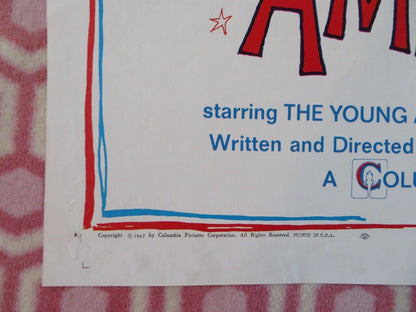 AM
starring THE YOUNG A
Written and Directed
A COLU
Copyright © 1967 by Columbia Pictures Corporation. All Rights Reserved. PRINTED IN U.S.A.